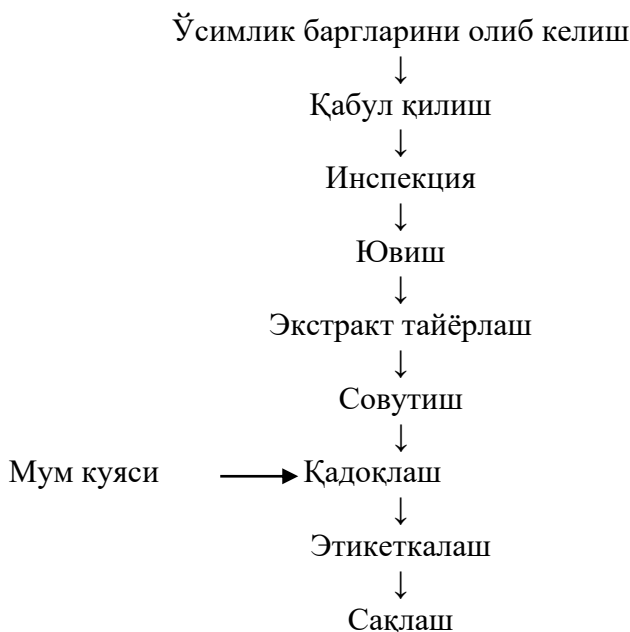 Ўсимлик баргларини олиб келиш
↓
Қабул қилиш
↓
Инспекция
↓
Ювиш
↓
Экстракт тайёрлаш
↓
Совутиш
↓
Мум куяси → Қадоқлаш
↓
Этикеткалаш
↓
Сақлаш